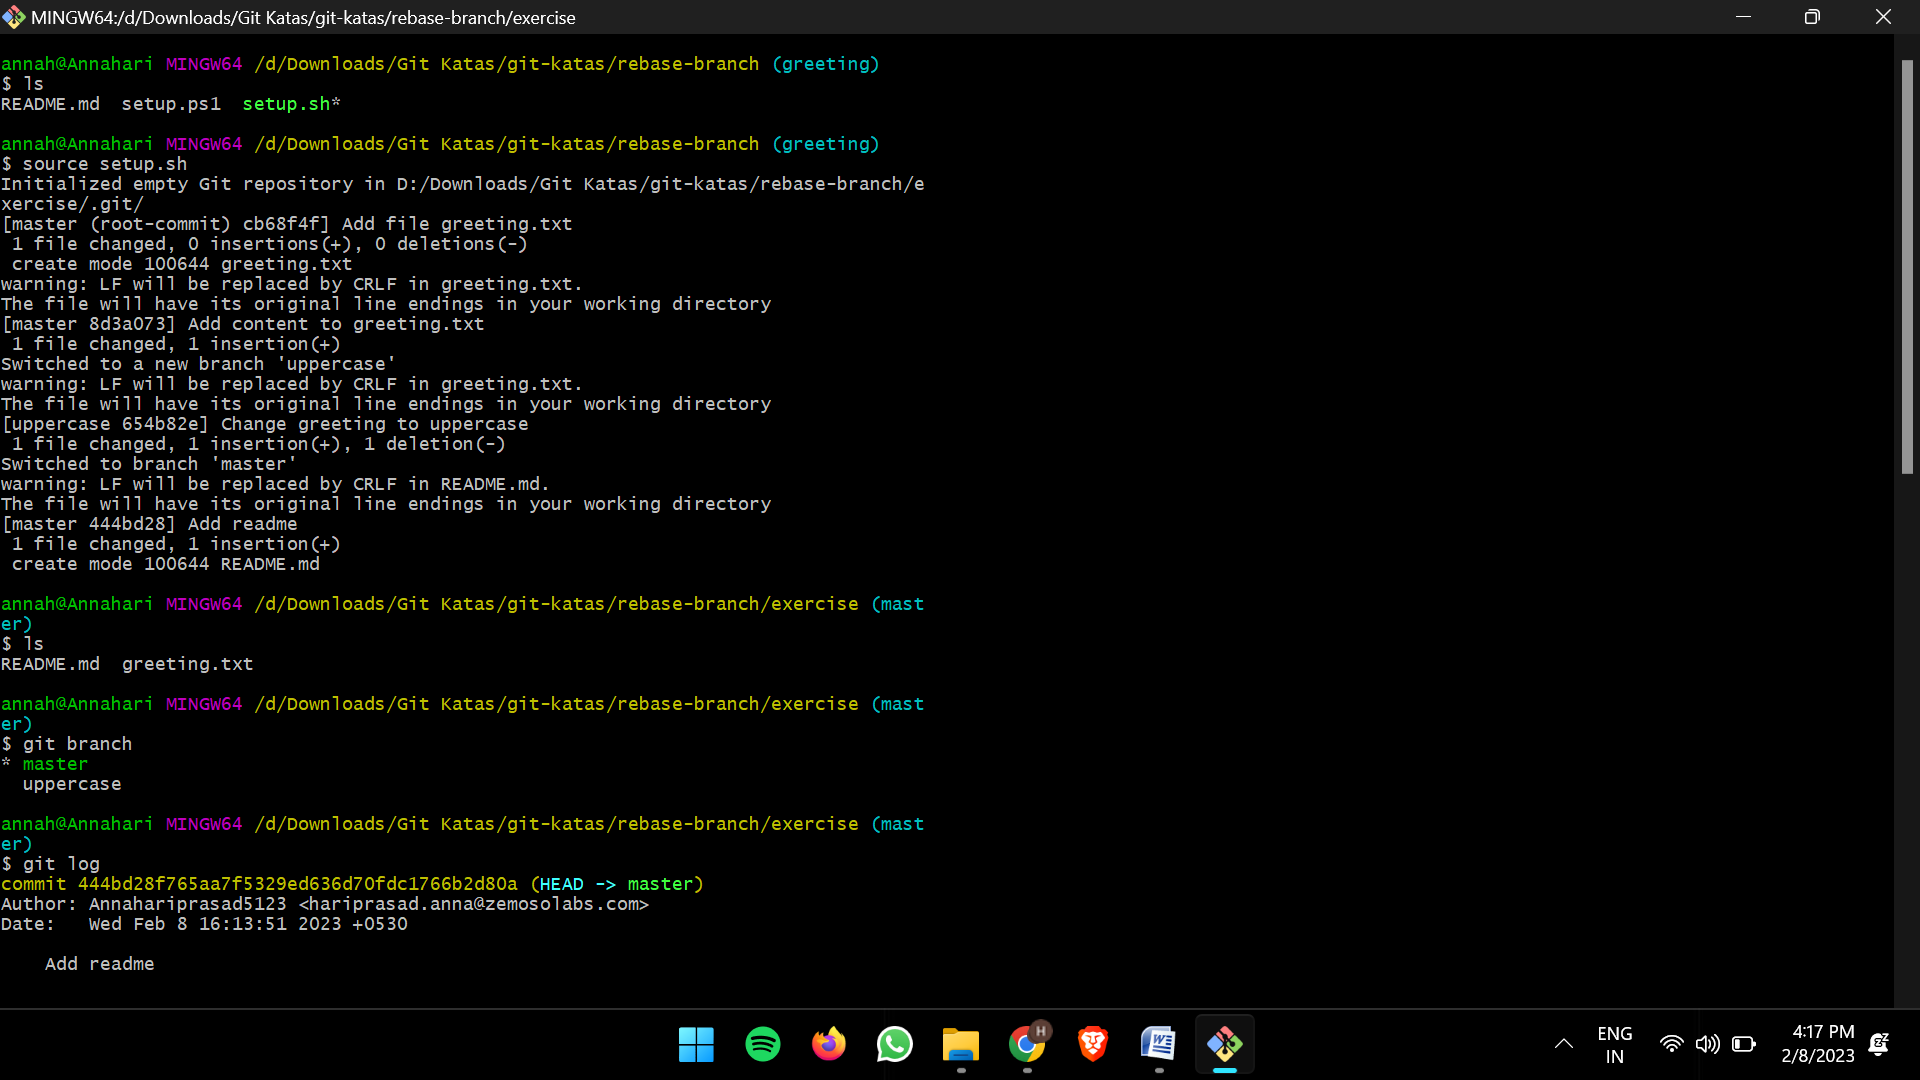 MINGW64:/d/Downloads/Git Katas/git-katas/rebase-branch/exercise
annah@Annahari MINGW64 /d/Downloads/Git Katas/git-katas/rebase-branch (greeting)
$ ls
README.md  setup.ps1  setup.sh*
annah@Annahari MINGW64 /d/Downloads/Git Katas/git-katas/rebase-branch (greeting)
$ source setup.sh
Initialized empty Git repository in D:/Downloads/Git Katas/git-katas/rebase-branch/e
xercise/.git/
[master (root-commit) cb68f4f] Add file greeting.txt
 1 file changed, 0 insertions(+), 0 deletions(-)
 create mode 100644 greeting.txt
warning: LF will be replaced by CRLF in greeting.txt.
The file will have its original line endings in your working directory
[master 8d3a073] Add content to greeting.txt
 1 file changed, 1 insertion(+)
Switched to a new branch 'uppercase'
warning: LF will be replaced by CRLF in greeting.txt.
The file will have its original line endings in your working directory
[uppercase 654b82e] Change greeting to uppercase
 1 file changed, 1 insertion(+), 1 deletion(-)
Switched to branch 'master'
warning: LF will be replaced by CRLF in README.md.
The file will have its original line endings in your working directory
[master 444bd28] Add readme
 1 file changed, 1 insertion(+)
 create mode 100644 README.md
annah@Annahari MINGW64 /d/Downloads/Git Katas/git-katas/rebase-branch/exercise (mast
er)
$ ls
README.md  greeting.txt
annah@Annahari MINGW64 /d/Downloads/Git Katas/git-katas/rebase-branch/exercise (mast
er)
$ git branch
* master
  uppercase
annah@Annahari MINGW64 /d/Downloads/Git Katas/git-katas/rebase-branch/exercise (mast
er)
$ git log
commit 444bd28f765aa7f5329ed636d70fdc1766b2d80a (HEAD -> master)
Author: Annahariprasad5123 <hariprasad.anna@zemosolabs.com>
Date:   Wed Feb 8 16:13:51 2023 +0530
    Add readme
H
W
ENG
IN
4:17 PM
2/8/2023